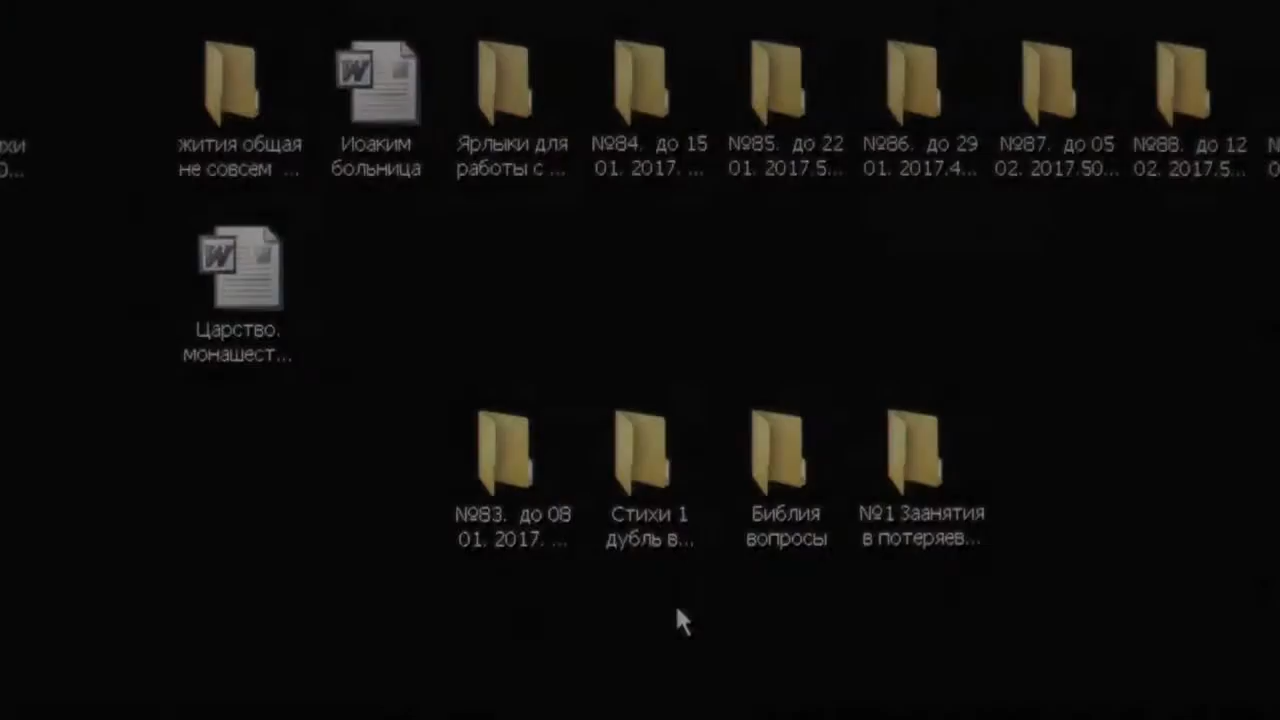 жития общая
не совсем ...
Иоаким
больница
Ярлыки для
работы с ...
№84. до 15
01. 2017. ...
№85. до 22
01. 2017.5...
№86. до 29
01. 2017.4...
№87. до 05
02. 2017.50...
№88. до 12
02. 2017.5...
Царство.
монашест...
№83. до 08
01. 2017. ...
Стихи 1
дубль в...
Библия
вопросы
№1 Заанятия
в потеряев...